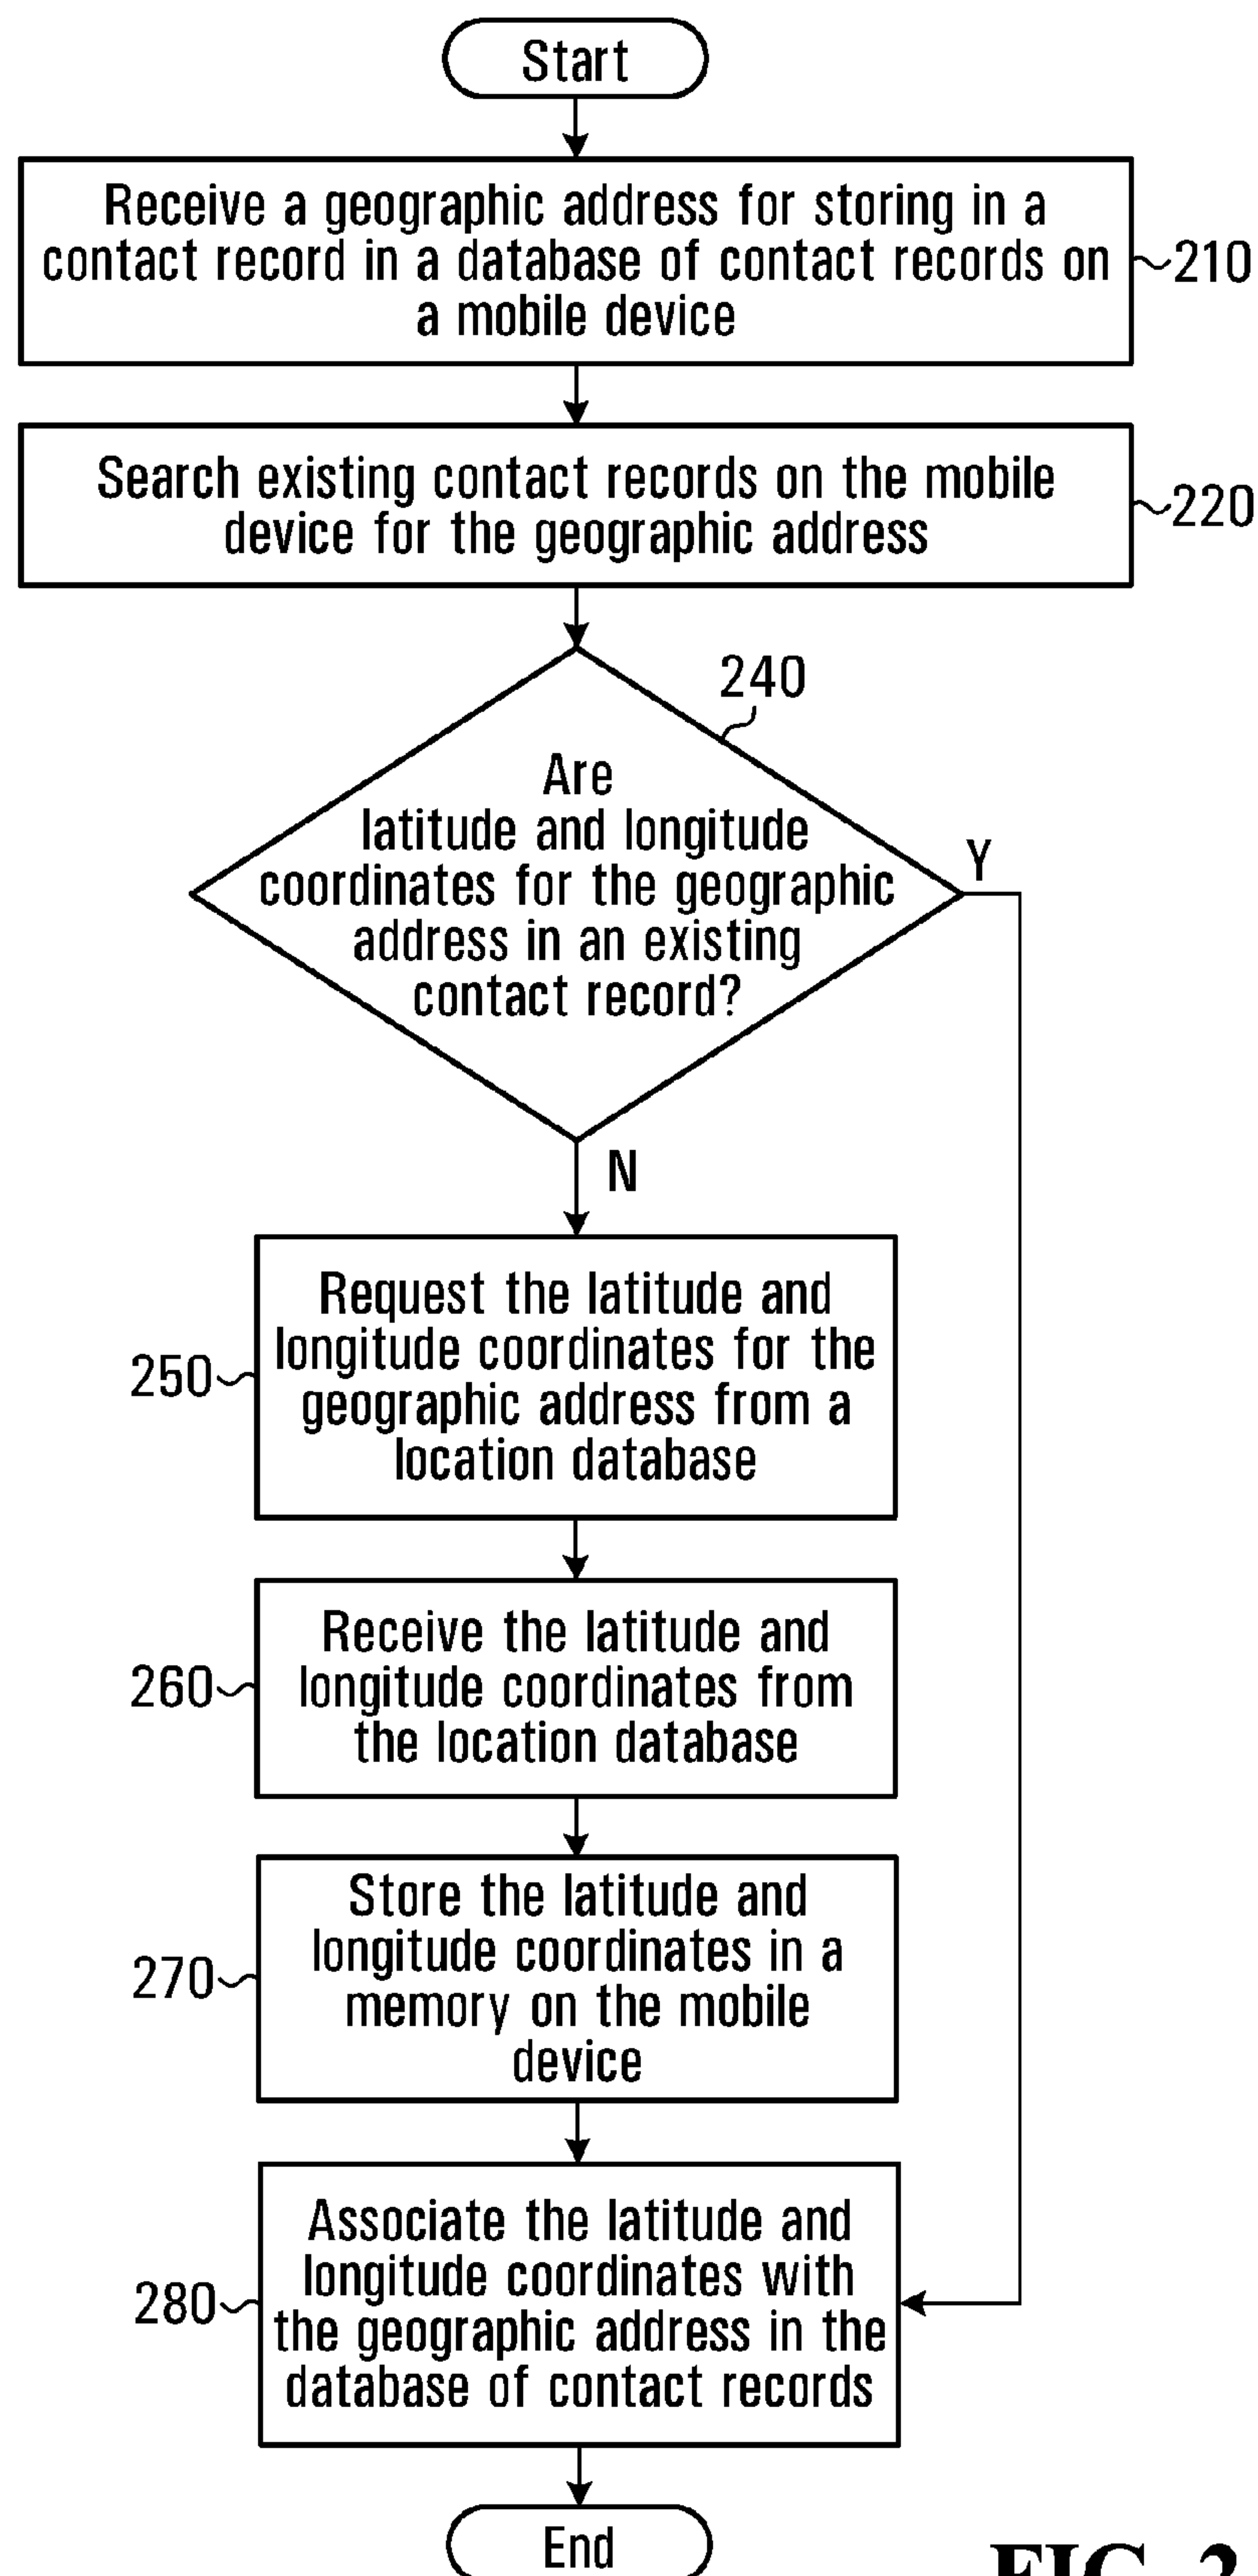 Start
Receive a geographic address for storing in a
contact record in a database of contact records on
a mobile device
210
Search existing contact records on the mobile
device for the geographic address
220
240
Are
latitude and longitude
coordinates for the geographic
address in an existing
contact record?
Y
N
Request the latitude and
longitude coordinates for the
geographic address from a
location database
250
Receive the latitude and
longitude coordinates from
the location database
260
Store the latitude and
longitude coordinates in a
memory on the mobile
device
270
Associate the latitude and
longitude coordinates with
the geographic address in the
database of contact records
280
End
FIG. 2